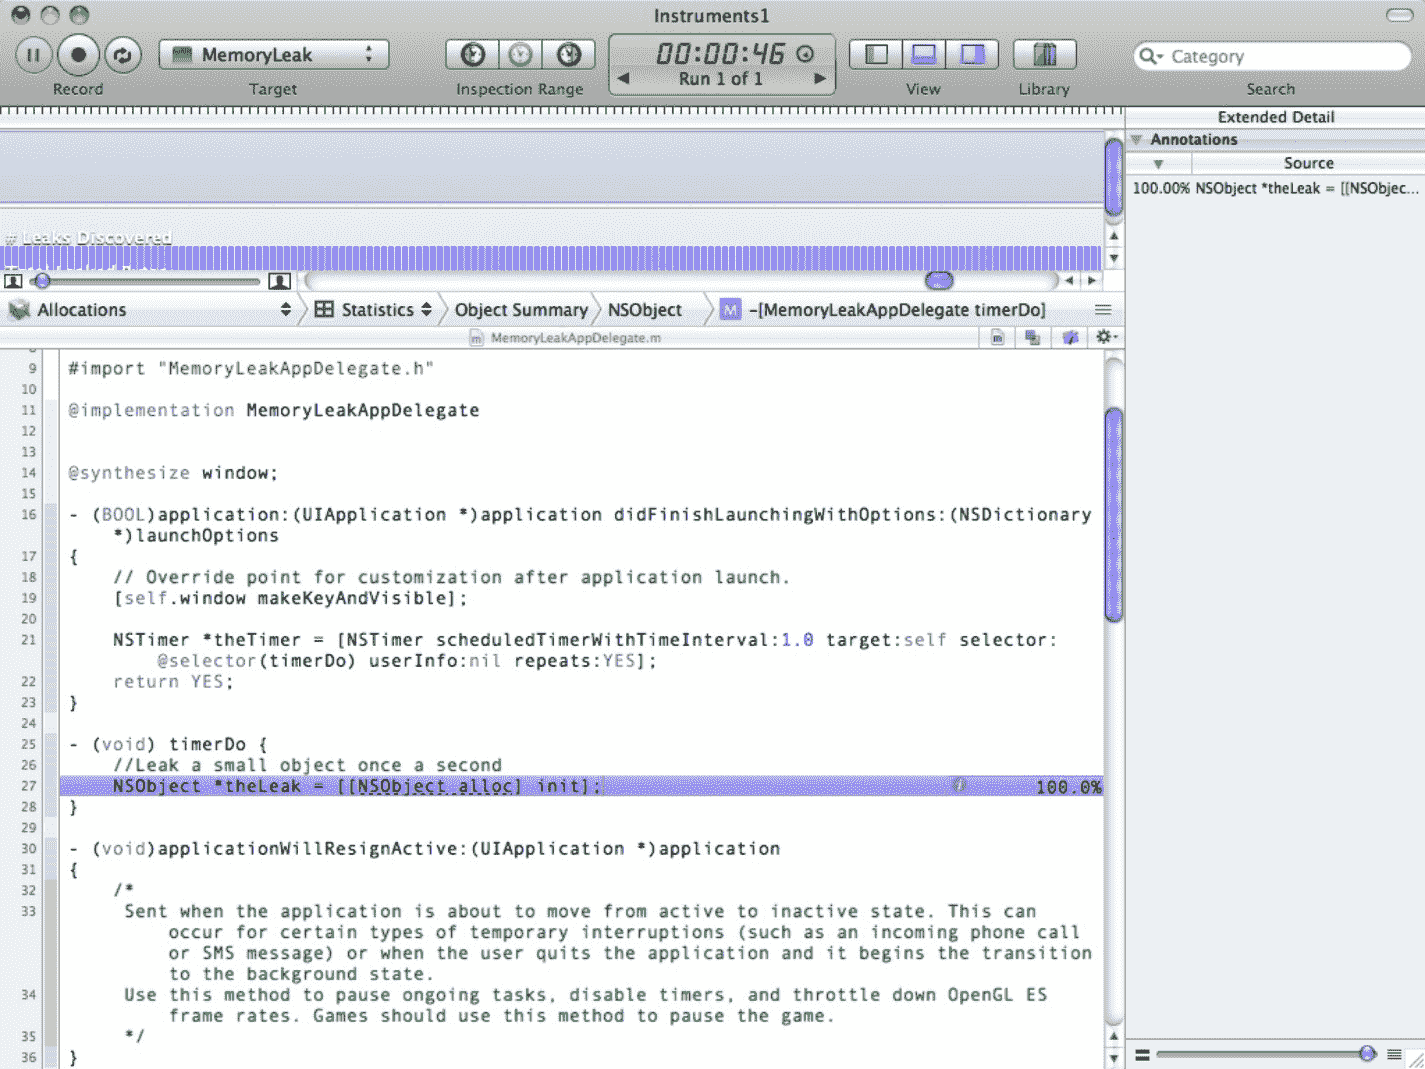 Instruments1
MemoryLeak
00:00:46
Run 1 of 1
Category
Record
Target
Inspection Range
View
Library
Search
Extended Detail
Annotations
Source
100.00% NSObject *theLeak = [[NSObjec...
# Leaks Discovered
Allocations
Statistics
Object Summary
NSObject
M -[MemoryLeakAppDelegate timerDo]
MemoryLeakAppDelegate.m
9 #import "MemoryLeakAppDelegate.h"
10
11 @implementation MemoryLeakAppDelegate
12
13
14 @synthesize window;
15
16 - (BOOL)application:(UIApplication *)application didFinishLaunchingWithOptions:(NSDictionary
*)launchOptions
17 {
18 // Override point for customization after application launch.
19 [self.window makeKeyAndVisible];
20
21 NSTimer *theTimer = [NSTimer scheduledTimerWithTimeInterval:1.0 target:self selector:
@selector(timerDo) userInfo:nil repeats:YES];
22 return YES;
23 }
24
25 - (void) timerDo {
26 //Leak a small object once a second
27 NSObject *theLeak = [[NSObject alloc] init]; 100.0%
28 }
29
30 - (void)applicationWillResignActive:(UIApplication *)application
31 {
32 /*
33 Sent when the application is about to move from active to inactive state. This can
occur for certain types of temporary interruptions (such as an incoming phone call
or SMS message) or when the user quits the application and it begins the transition
to the background state.
34 Use this method to pause ongoing tasks, disable timers, and throttle down OpenGL ES
frame rates. Games should use this method to pause the game.
35 */
36 }